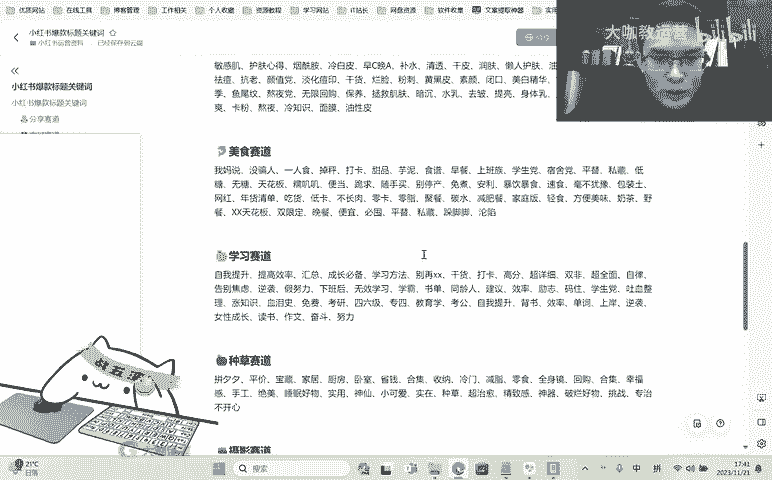 优质网站 在线工具 博客管理 工作相关 个人收藏 资源教程 学习网站 IT站长 网盘资源 软件收集 文案提取神器
小红书爆款标题关键词
小红书运营资料 已经保存到云端
大咖教运营 bilibili
小红书爆款标题关键词
小红书爆款标题关键词
分享赛道
敏感肌、护肤心得、烟酰胺、冷白皮、早C晚A、补水、清透、干皮、润肤、懒人护肤、油
祛痘、抗老、颜值党、淡化痘印、干货、烂脸、粉刺、黄黑皮、素颜、闭口、美白精华、
季、鱼尾纹、熬夜党、无限回购、保养、拯救肌肤、暗沉、水乳、去皱、提亮、身体乳、
爽、卡粉、熬夜、冷知识、面膜、油性皮
美食赛道
我妈说、没骗人、一人食、掉秤、打卡、甜品、芋泥、食谱、早餐、上班族、学生党、宿舍党、平替、私藏、低
糖、无糖、天花板、糯叽叽、便当、跪求、随手买、别停产、免煮、安利、暴饮暴食、速食、毫不犹豫、包装土、
网红、年货清单、吃货、低卡、不长肉、零卡、零脂、聚餐、碳水、减肥餐、家庭版、轻食、方便美味、奶茶、野
餐、XX天花板、双限定、晚餐、便宜、必囤、平替、私藏、跺脚脚、沦陷
学习赛道
自我提升、提高效率、汇总、成长必备、学习方法、别再xx、干货、打卡、高分、超详细、双非、超全面、自律、
告别焦虑、逆袭、假努力、下班后、无效学习、学霸、书单、同龄人、建议、效率、励志、码住、学生党、吐血整
理、涨知识、血泪史、免费、考研、四六级、专四、教育学、考公、自我提升、背书、效率、单词、上岸、逆袭、
女性成长、读书、作文、奋斗、努力
种草赛道
拼夕夕、平价、宝藏、家居、厨房、卧室、省钱、合集、收纳、冷门、减脂、零食、全身镜、回购、合集、幸福
感、手工、绝美、睡眠好物、实用、神仙、小可爱、实在、种草、超治愈、精致感、神器、破烂好物、挑战、专治
不开心
摄影赛道
21°C
日落
搜索
中
拼
17:41
2023/11/21